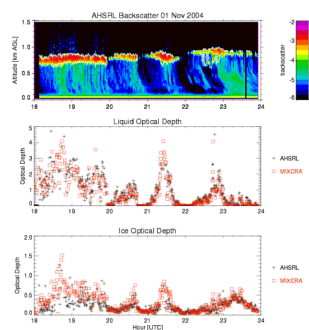 AHSRL Backscatter 01 Nov 2004
1.5
1.0
0.5
0.0
Altitude [km AGL]
18 19 20 21 22 23 24
-2
-3
-4
-5
-6
backscatter
Liquid Optical Depth
5
4
3
2
1
0
Optical Depth
18 19 20 21 22 23 24
+ AHSRL
□ MIXCRA
Ice Optical Depth
2.0
1.5
1.0
0.5
0.0
Optical Depth
18 19 20 21 22 23 24
Hour [UTC]
+ AHSRL
□ MIXCRA